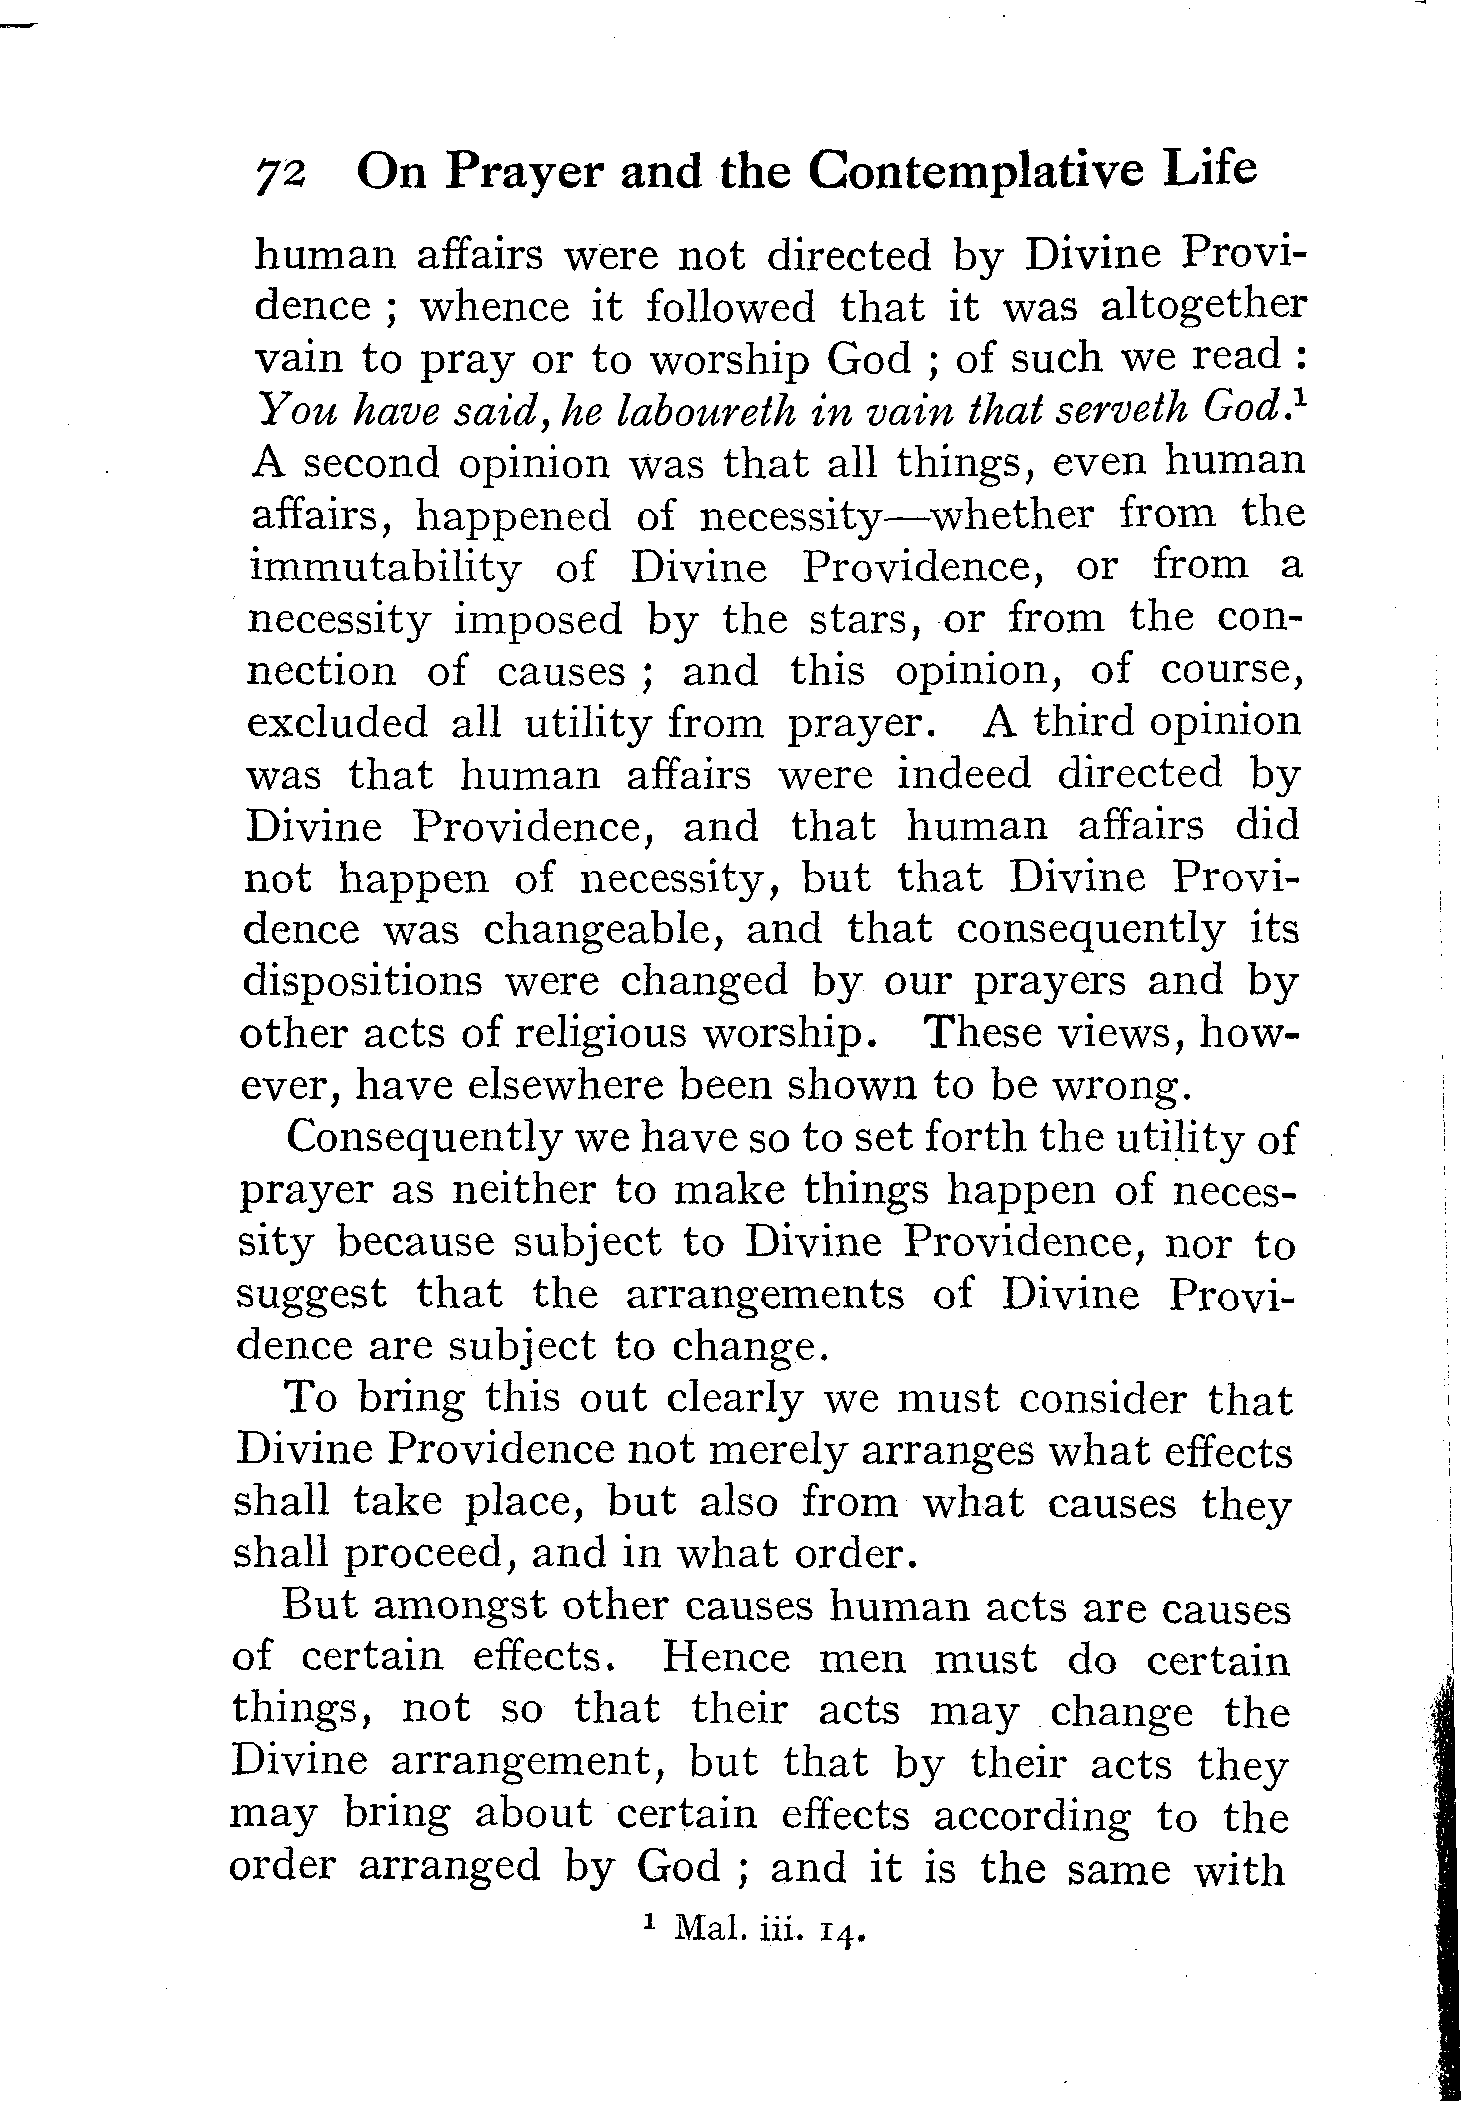 72 On Prayer and the Contemplative Life
human affairs were not directed by Divine Provi-
dence ; whence it followed that it was altogether
vain to pray or to worship God ; of such we read :
You have said, he laboureth in vain that serveth God.¹
A second opinion was that all things, even human
affairs, happened of necessity—whether from the
immutability of Divine Providence, or from a
necessity imposed by the stars, or from the con-
nection of causes ; and this opinion, of course,
excluded all utility from prayer. A third opinion
was that human affairs were indeed directed by
Divine Providence, and that human affairs did
not happen of necessity, but that Divine Provi-
dence was changeable, and that consequently its
dispositions were changed by our prayers and by
other acts of religious worship. These views, how-
ever, have elsewhere been shown to be wrong.
Consequently we have so to set forth the utility of
prayer as neither to make things happen of neces-
sity because subject to Divine Providence, nor to
suggest that the arrangements of Divine Provi-
dence are subject to change.
To bring this out clearly we must consider that
Divine Providence not merely arranges what effects
shall take place, but also from what causes they
shall proceed, and in what order.
But amongst other causes human acts are causes
of certain effects. Hence men must do certain
things, not so that their acts may change the
Divine arrangement, but that by their acts they
may bring about certain effects according to the
order arranged by God ; and it is the same with
¹ Mal. iii. 14.